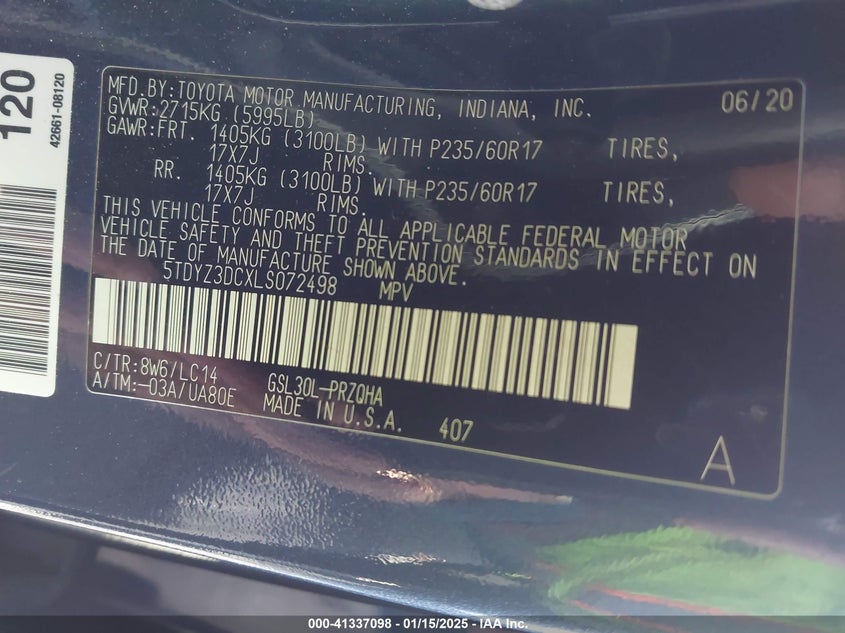 120
42661-08120
MFD.BY:TOYOTA MOTOR MANUFACTURING, INDIANA, INC. 06/20
GVWR:2715KG (5995LB)
GAWR:FRT. 1405KG (3100LB) WITH P235/60R17 TIRES,
17X7J RIMS.
RR. 1405KG (3100LB) WITH P235/60R17 TIRES,
17X7J RIMS.
THIS VEHICLE CONFORMS TO ALL APPLICABLE FEDERAL MOTOR
VEHICLE SAFETY AND THEFT PREVENTION STANDARDS IN EFFECT ON
THE DATE OF MANUFACTURE SHOWN ABOVE.
5TDYZ3DCXLS072498 MPV
C/TR:8W6/LC14 GSL30L-PRZQHA
A/TM:-03A/UA80E MADE IN U.S.A. 407
A
000-41337098 - 01/15/2025 - IAA Inc.